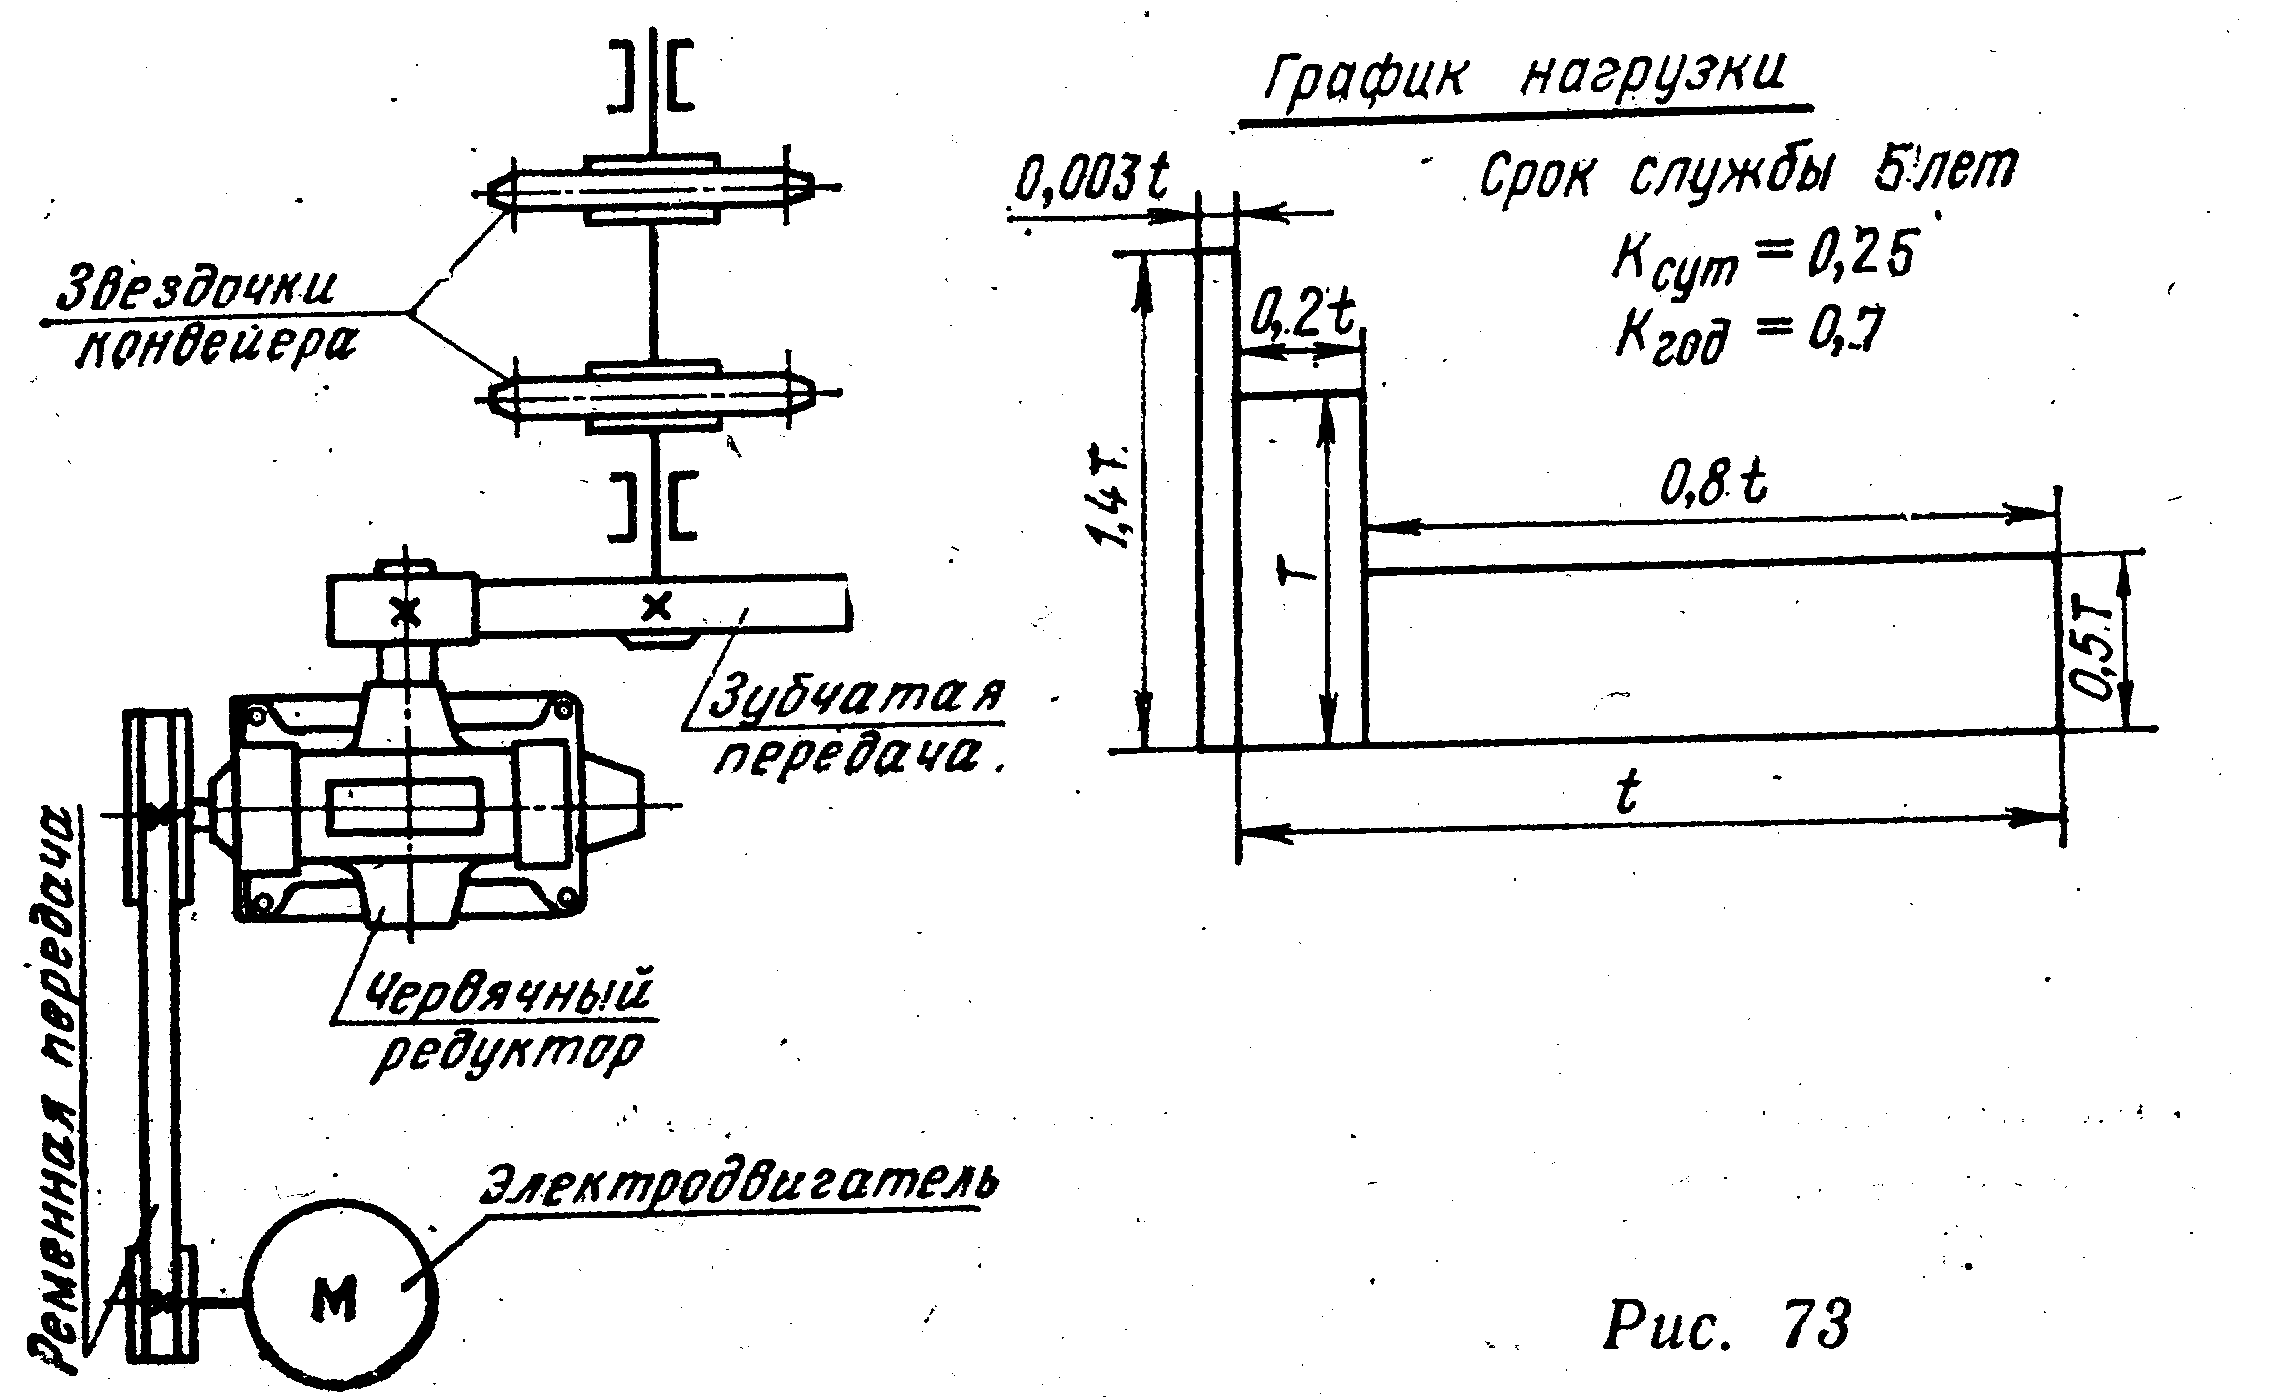 График нагрузки
Срок службы 5 лет
Kсут = 0,25
Kгод = 0,7
0,003t
0,2t
0,8t
1,4T
T
0,5T
t
Звездочки
конвейера
Зубчатая
передача.
Червячный
редуктор
Ременная передача
Электродвигатель
М
Рис. 73